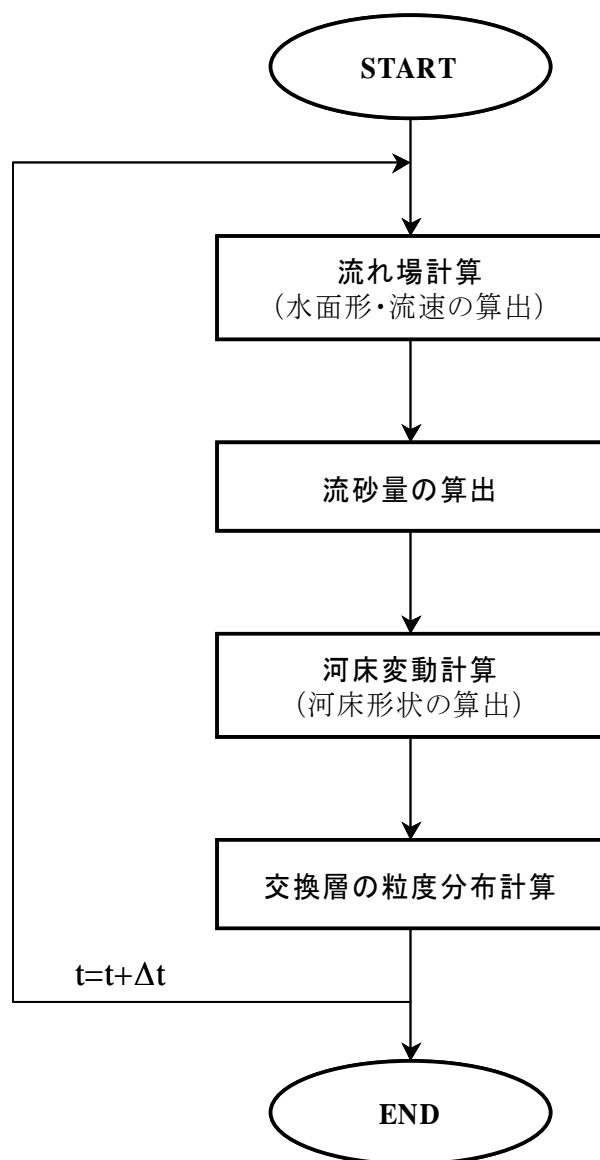 START
流れ場計算
（水面形・流速の算出）
流砂量の算出
河床変動計算
（河床形状の算出）
交換層の粒度分布計算
t=t+Δt
END